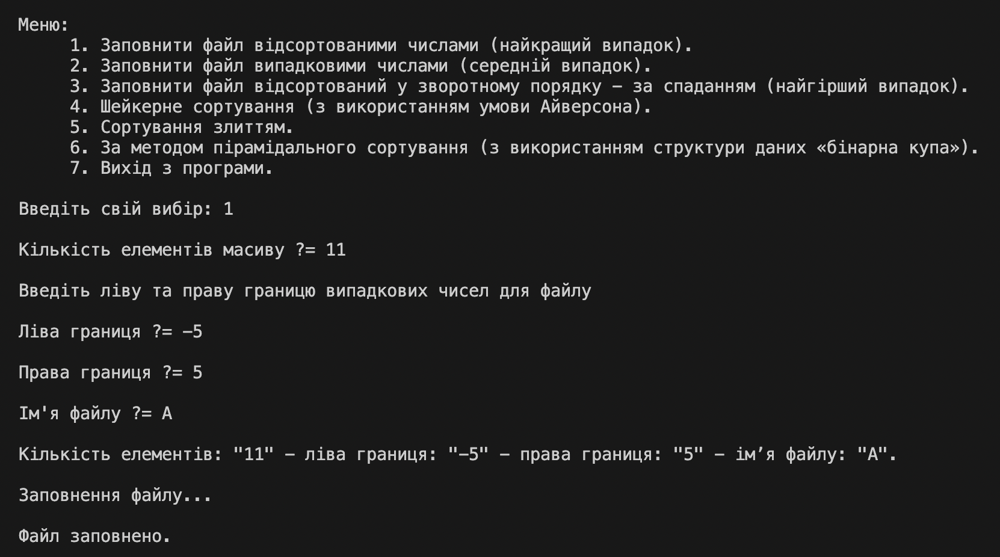 Меню:
1. Заповнити файл відсортованими числами (найкращий випадок).
2. Заповнити файл випадковими числами (середній випадок).
3. Заповнити файл відсортований у зворотному порядку – за спаданням (найгірший випадок).
4. Шейкерне сортування (з використанням умови Айверсона).
5. Сортування злиттям.
6. За методом пірамідального сортування (з використанням структури даних «бінарна купа»).
7. Вихід з програми.
Введіть свій вибір: 1
Кількість елементів масиву ?= 11
Введіть ліву та праву границю випадкових чисел для файлу
Ліва границя ?= -5
Права границя ?= 5
Ім'я файлу ?= A
Кількість елементів: "11" – ліва границя: "-5" – права границя: "5" – ім’я файлу: "A".
Заповнення файлу...
Файл заповнено.